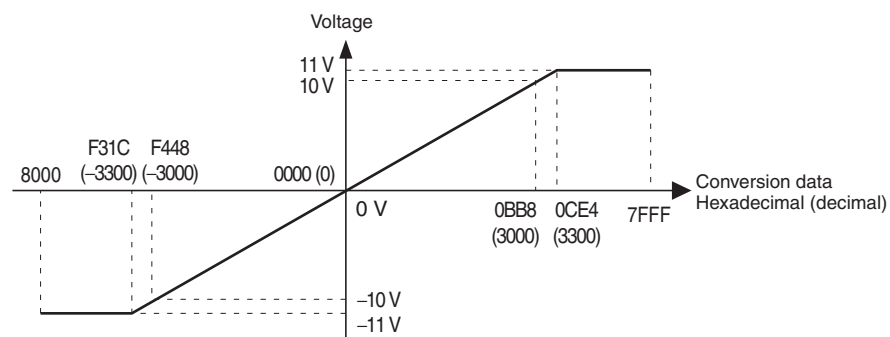 Voltage
11 V
10 V
F31C F448
8000 (−3300) (−3000) 0000 (0)
Conversion data
Hexadecimal (decimal)
0 V 0BB8 0CE4 7FFF
(3000) (3300)
−10 V
−11 V